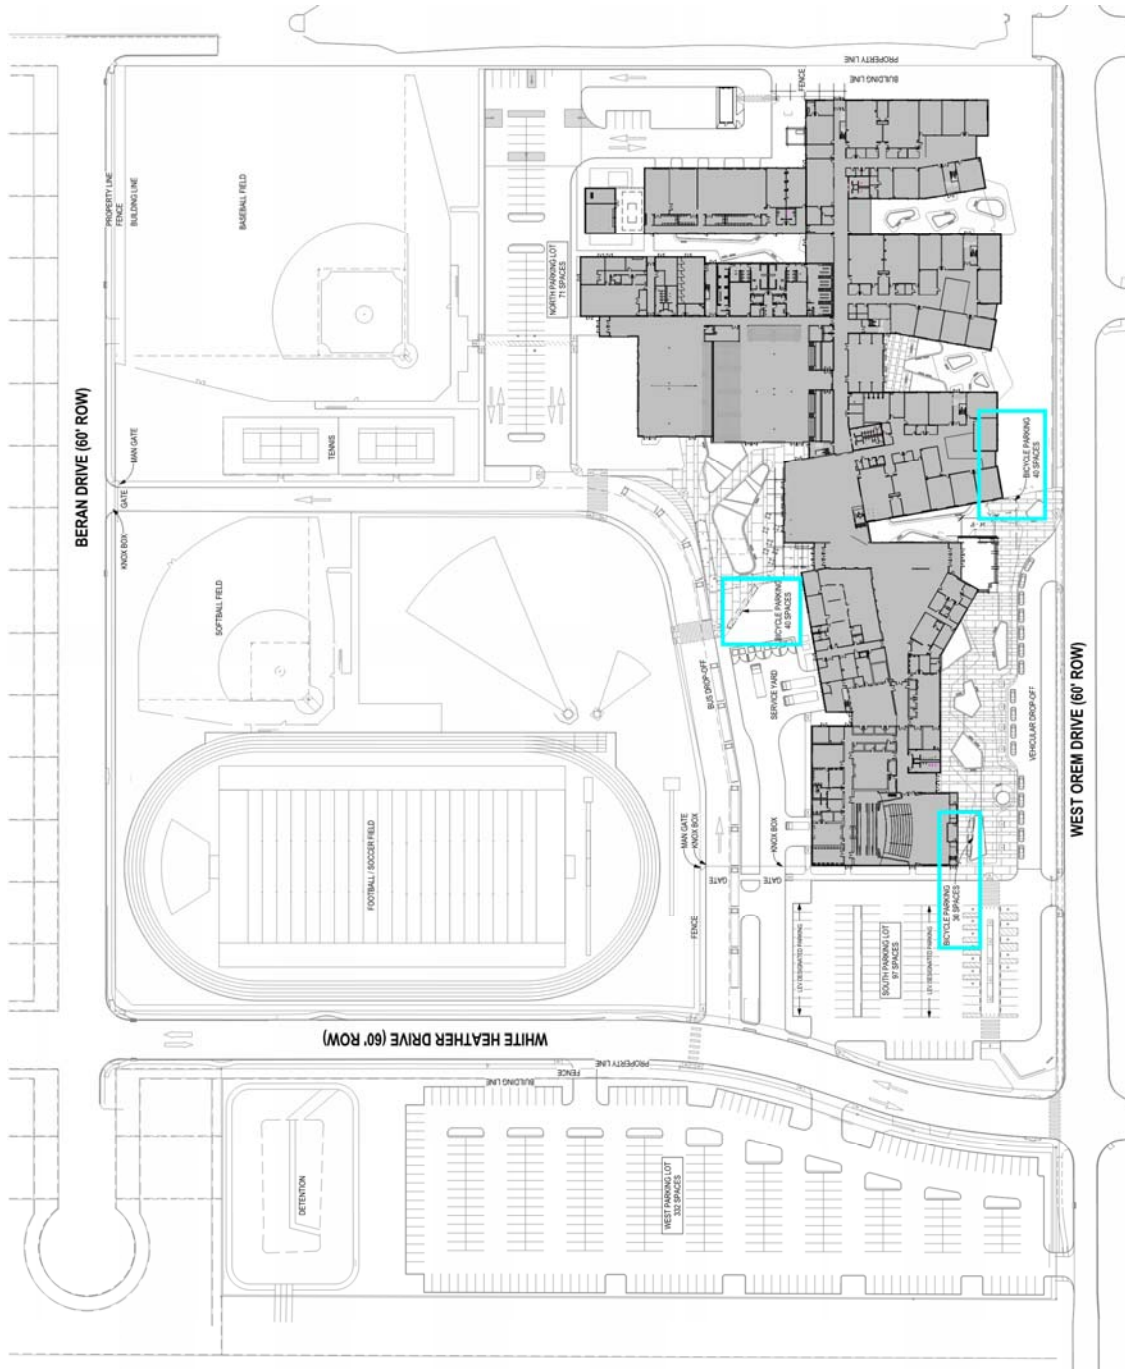 PROPERTY LINE
BUILDING LINE
FENCE
PROPERTY LINE
FENCE
BUILDING LINE
BASEBALL FIELD
NORTH PARKING LOT
71 SPACES
BERAN DRIVE (60' ROW)
MAN GATE
GATE
KNOX BOX
TENNIS
BICYCLE PARKING
40 SPACES
SOFTBALL FIELD
BICYCLE PARKING
40 SPACES
BUS DROP-OFF
SERVICE YARD
VEHICULAR DROP-OFF
WEST OREM DRIVE (60' ROW)
FOOTBALL / SOCCER FIELD
MAN GATE
KNOX BOX
KNOX BOX
GATE
GATE
FENCE
BICYCLE PARKING
36 SPACES
LEV DESIGNATED PARKING
SOUTH PARKING LOT
97 SPACES
LEV DESIGNATED PARKING
WHITE HEATHER DRIVE (60' ROW)
PROPERTY LINE
FENCE
BUILDING LINE
DETENTION
WEST PARKING LOT
332 SPACES